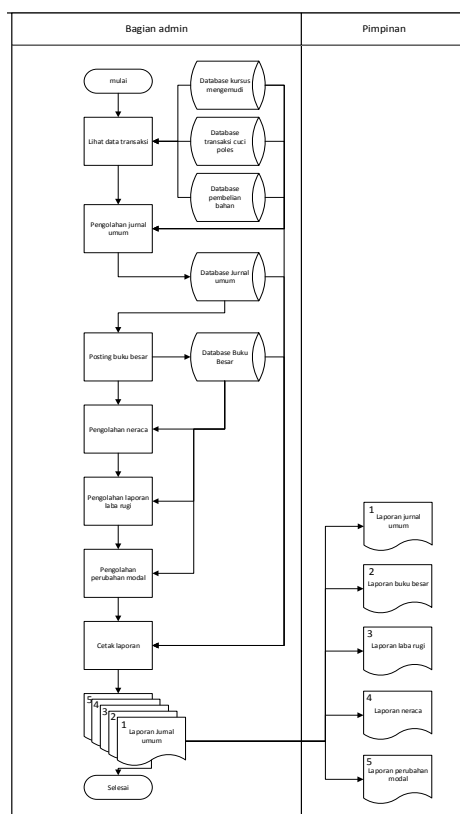 Bagian admin
Pimpinan
mulai
Database kursus
mengemudi
Lihat data transaksi
Database
transaksi cuci
poles
Database
pembelian
bahan
Pengolahan jurnal
umum
Database Jurnal
umum
Posting buku besar
Database Buku
Besar
Pengolahan neraca
Pengolahan laporan
laba rugi
Pengolahan
perubahan modal
Cetak laporan
5
4
3
2
1
Laporan Jurnal
umum
Selesai
1
Laporan jurnal
umum
2
Laporan buku besar
3
Laporan laba rugi
4
Laporan neraca
5
Laporan perubahan
modal